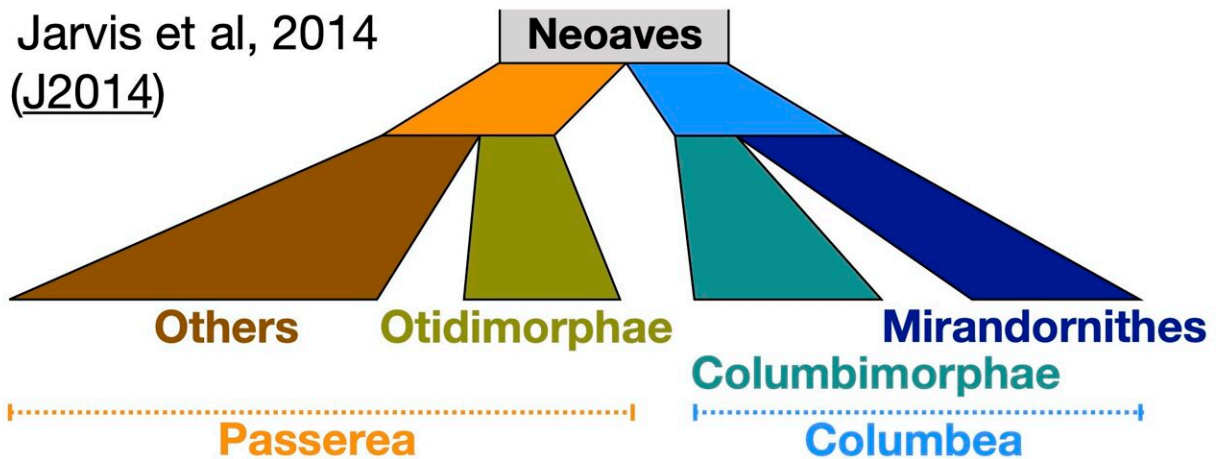 Jarvis et al, 2014
(J2014)
Neoaves
Others
Otidimorphae
Mirandornithes
Columbimorphae
Passerea
Columbea